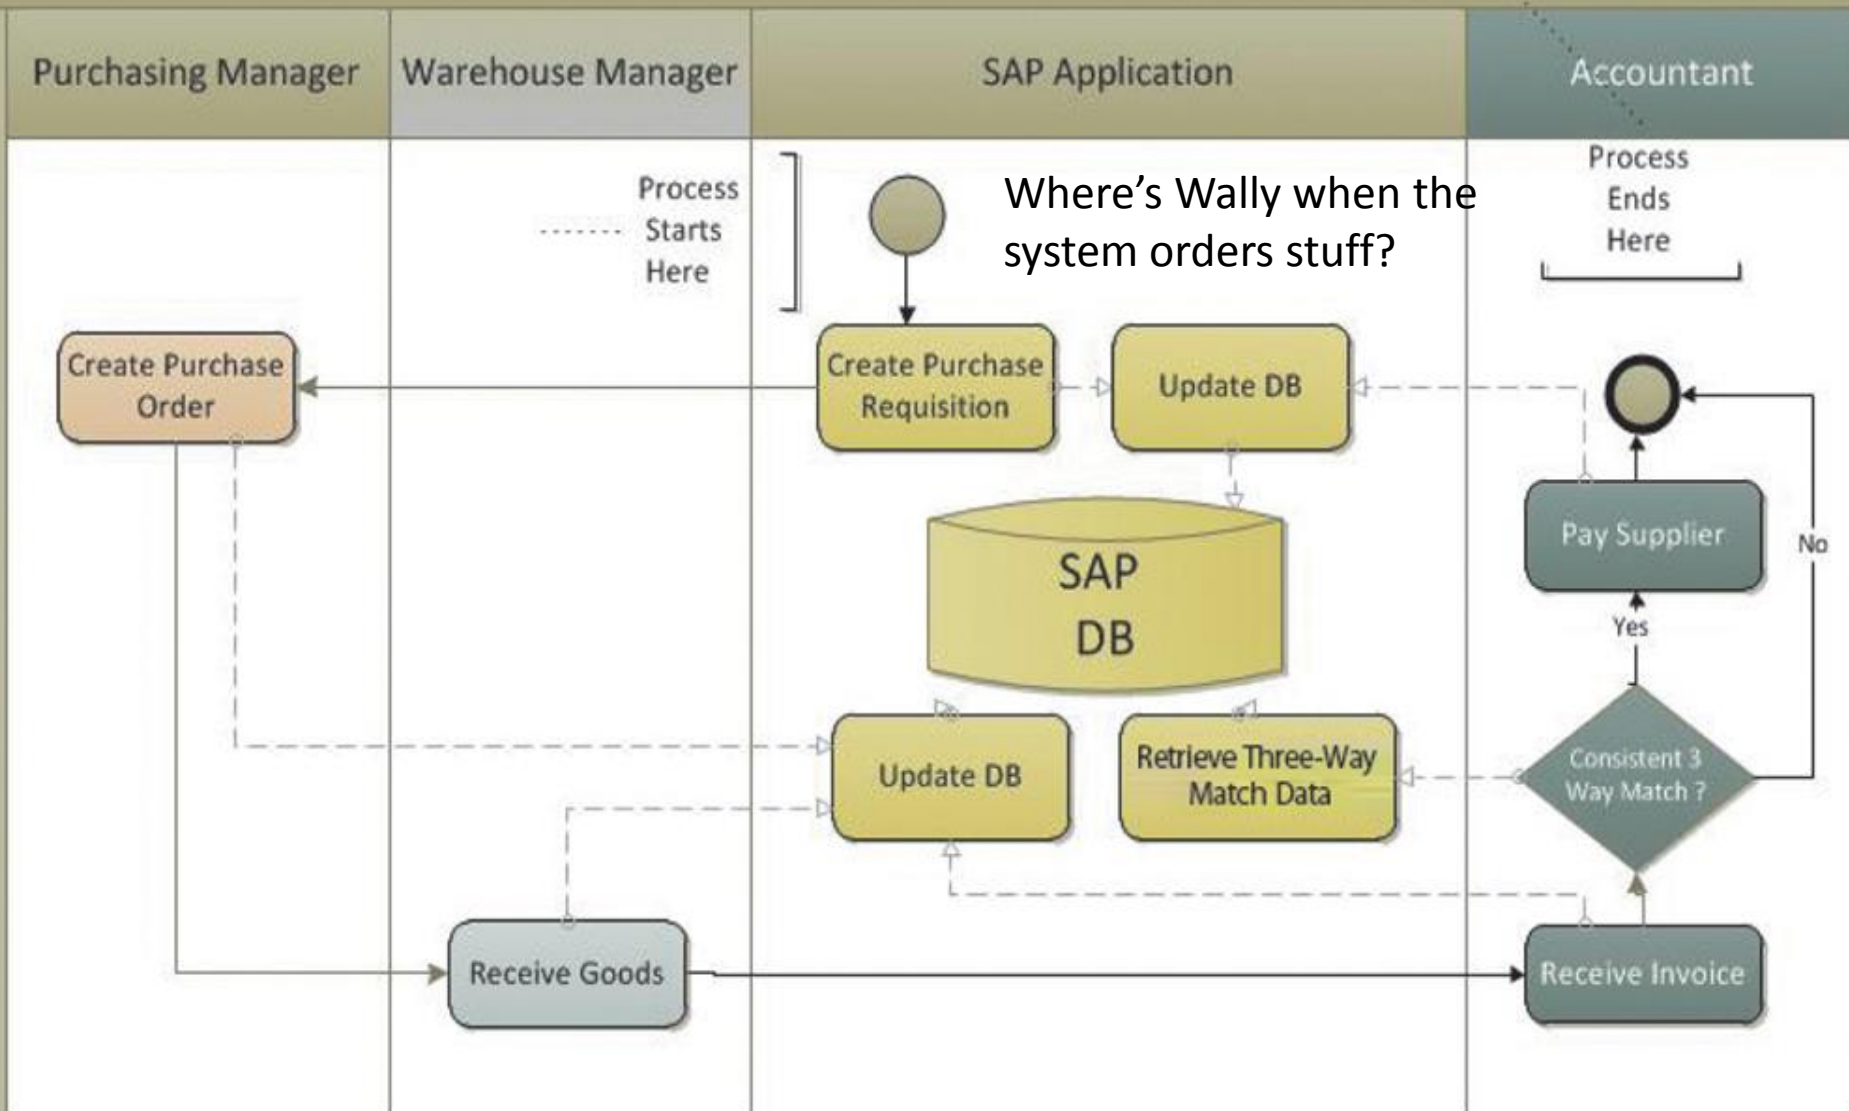 Purchasing Manager
Warehouse Manager
SAP Application
Accountant
Process
Starts
Here
Where’s Wally when the
system orders stuff?
Process
Ends
Here
Create Purchase
Order
Create Purchase
Requisition
Update DB
SAP
DB
Pay Supplier
No
Yes
Update DB
Retrieve Three-Way
Match Data
Consistent 3
Way Match ?
Receive Goods
Receive Invoice